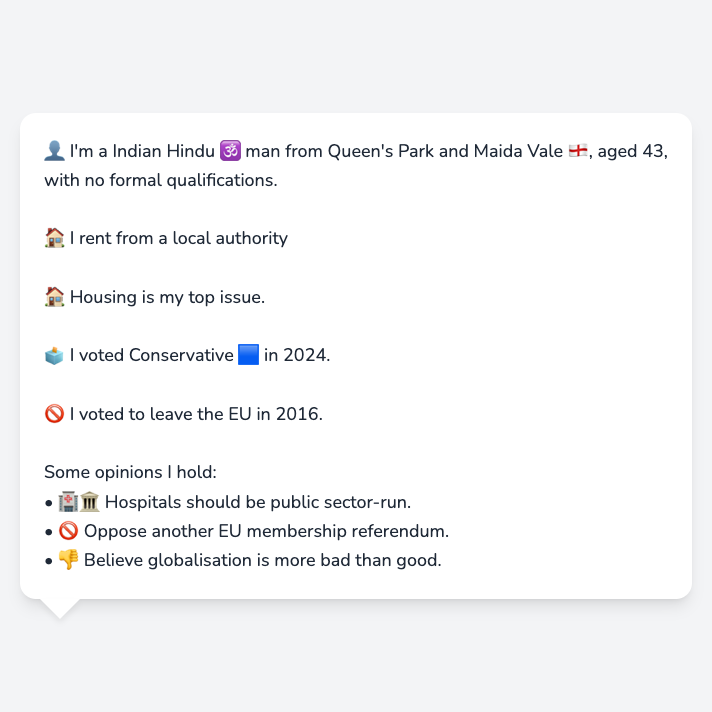 👤 I'm a Indian Hindu 🕉️ man from Queen's Park and Maida Vale 🏴󠁧󠁢󠁥󠁮󠁧󠁿, aged 43,
with no formal qualifications.
🏠 I rent from a local authority
🏠 Housing is my top issue.
🗳️ I voted Conservative 🟦 in 2024.
🚫 I voted to leave the EU in 2016.
Some opinions I hold:
• 🏥🏛️ Hospitals should be public sector-run.
• 🚫 Oppose another EU membership referendum.
• 👎 Believe globalisation is more bad than good.